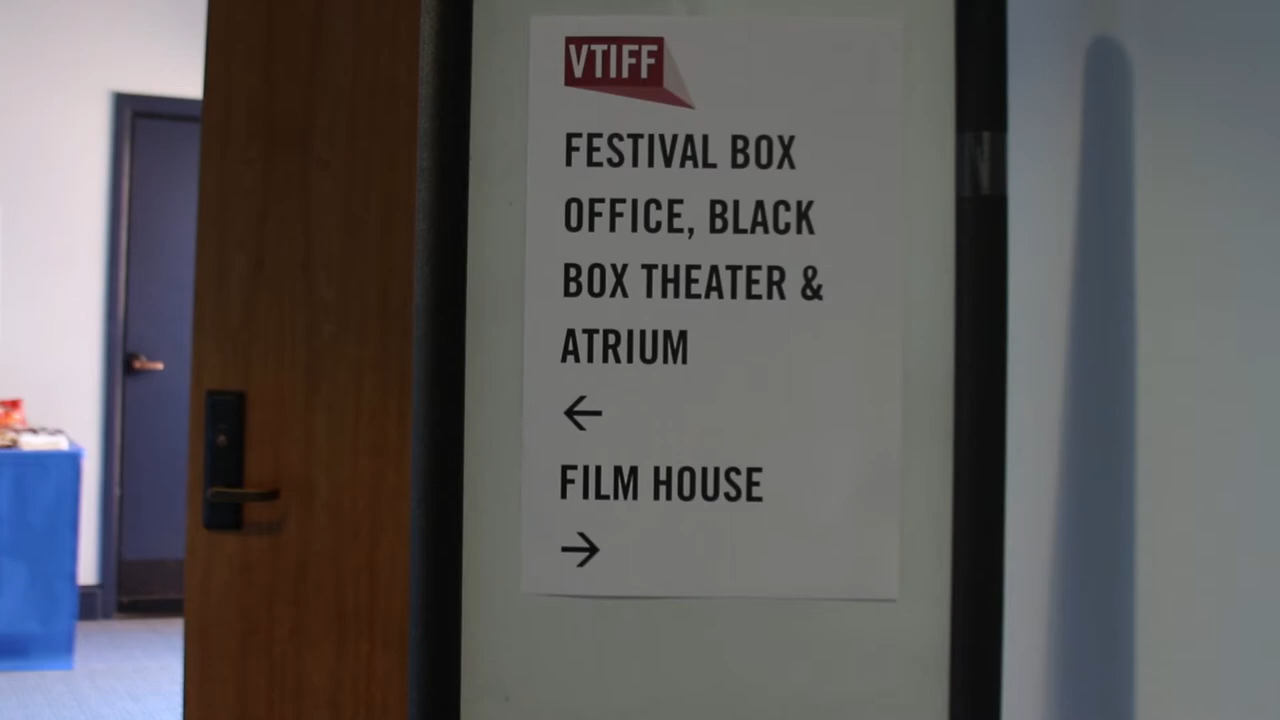 VTIFF
FESTIVAL BOX
OFFICE, BLACK
BOX THEATER &
ATRIUM
←
FILM HOUSE
→